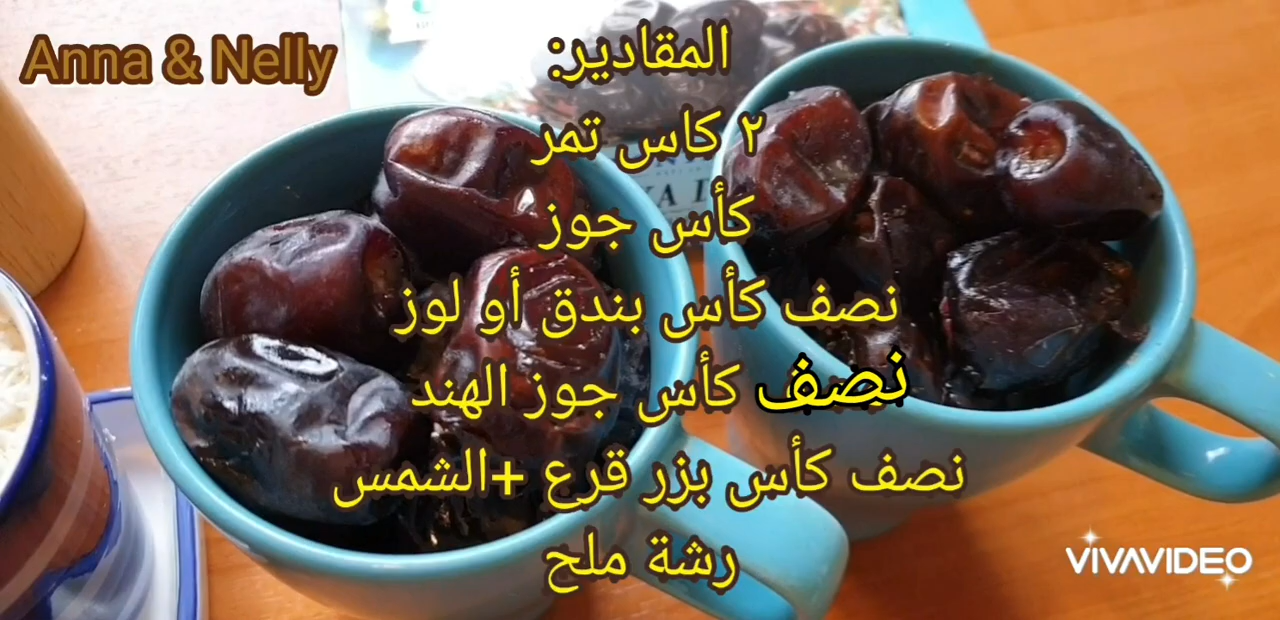 Anna & Nelly
المقادير:
٢ كاس تمر
كأس جوز
نصف كأس بندق أو لوز
نصف كأس جوز الهند
نصف كأس بزر قرع +الشمس
رشة ملح
VIVAVIDEO